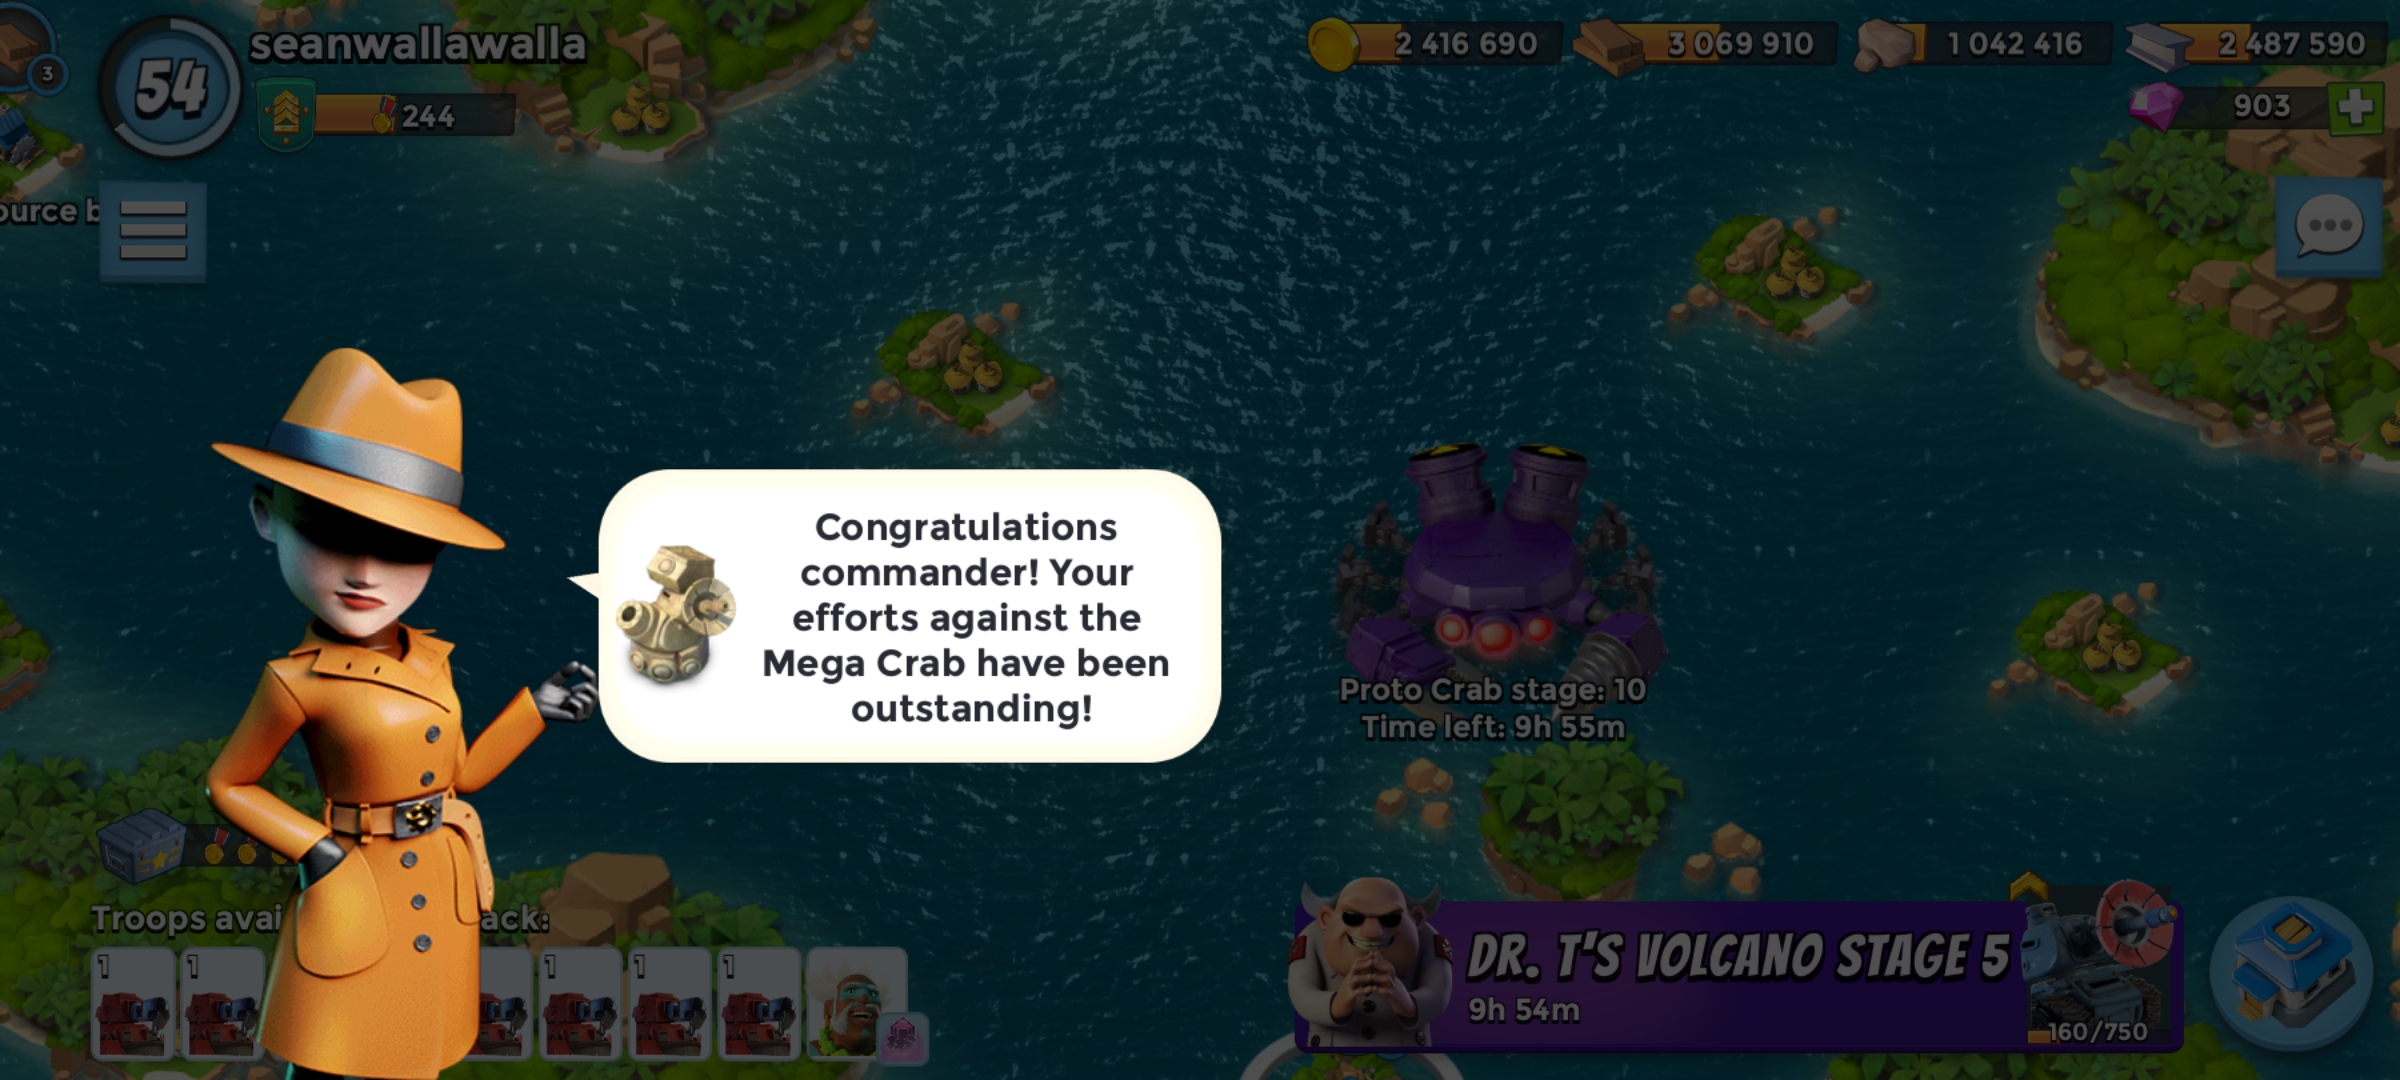 3
54
seanwallawalla
244
2 416 690
3 069 910
1 042 416
2 487 590
903
ource b
Congratulations
commander! Your
efforts against the
Mega Crab have been
outstanding!
Proto Crab stage: 10
Time left: 9h 55m
Troops avai
ack:
1
1
1
1
1
DR. T'S VOLCANO STAGE 5
9h 54m
160/750